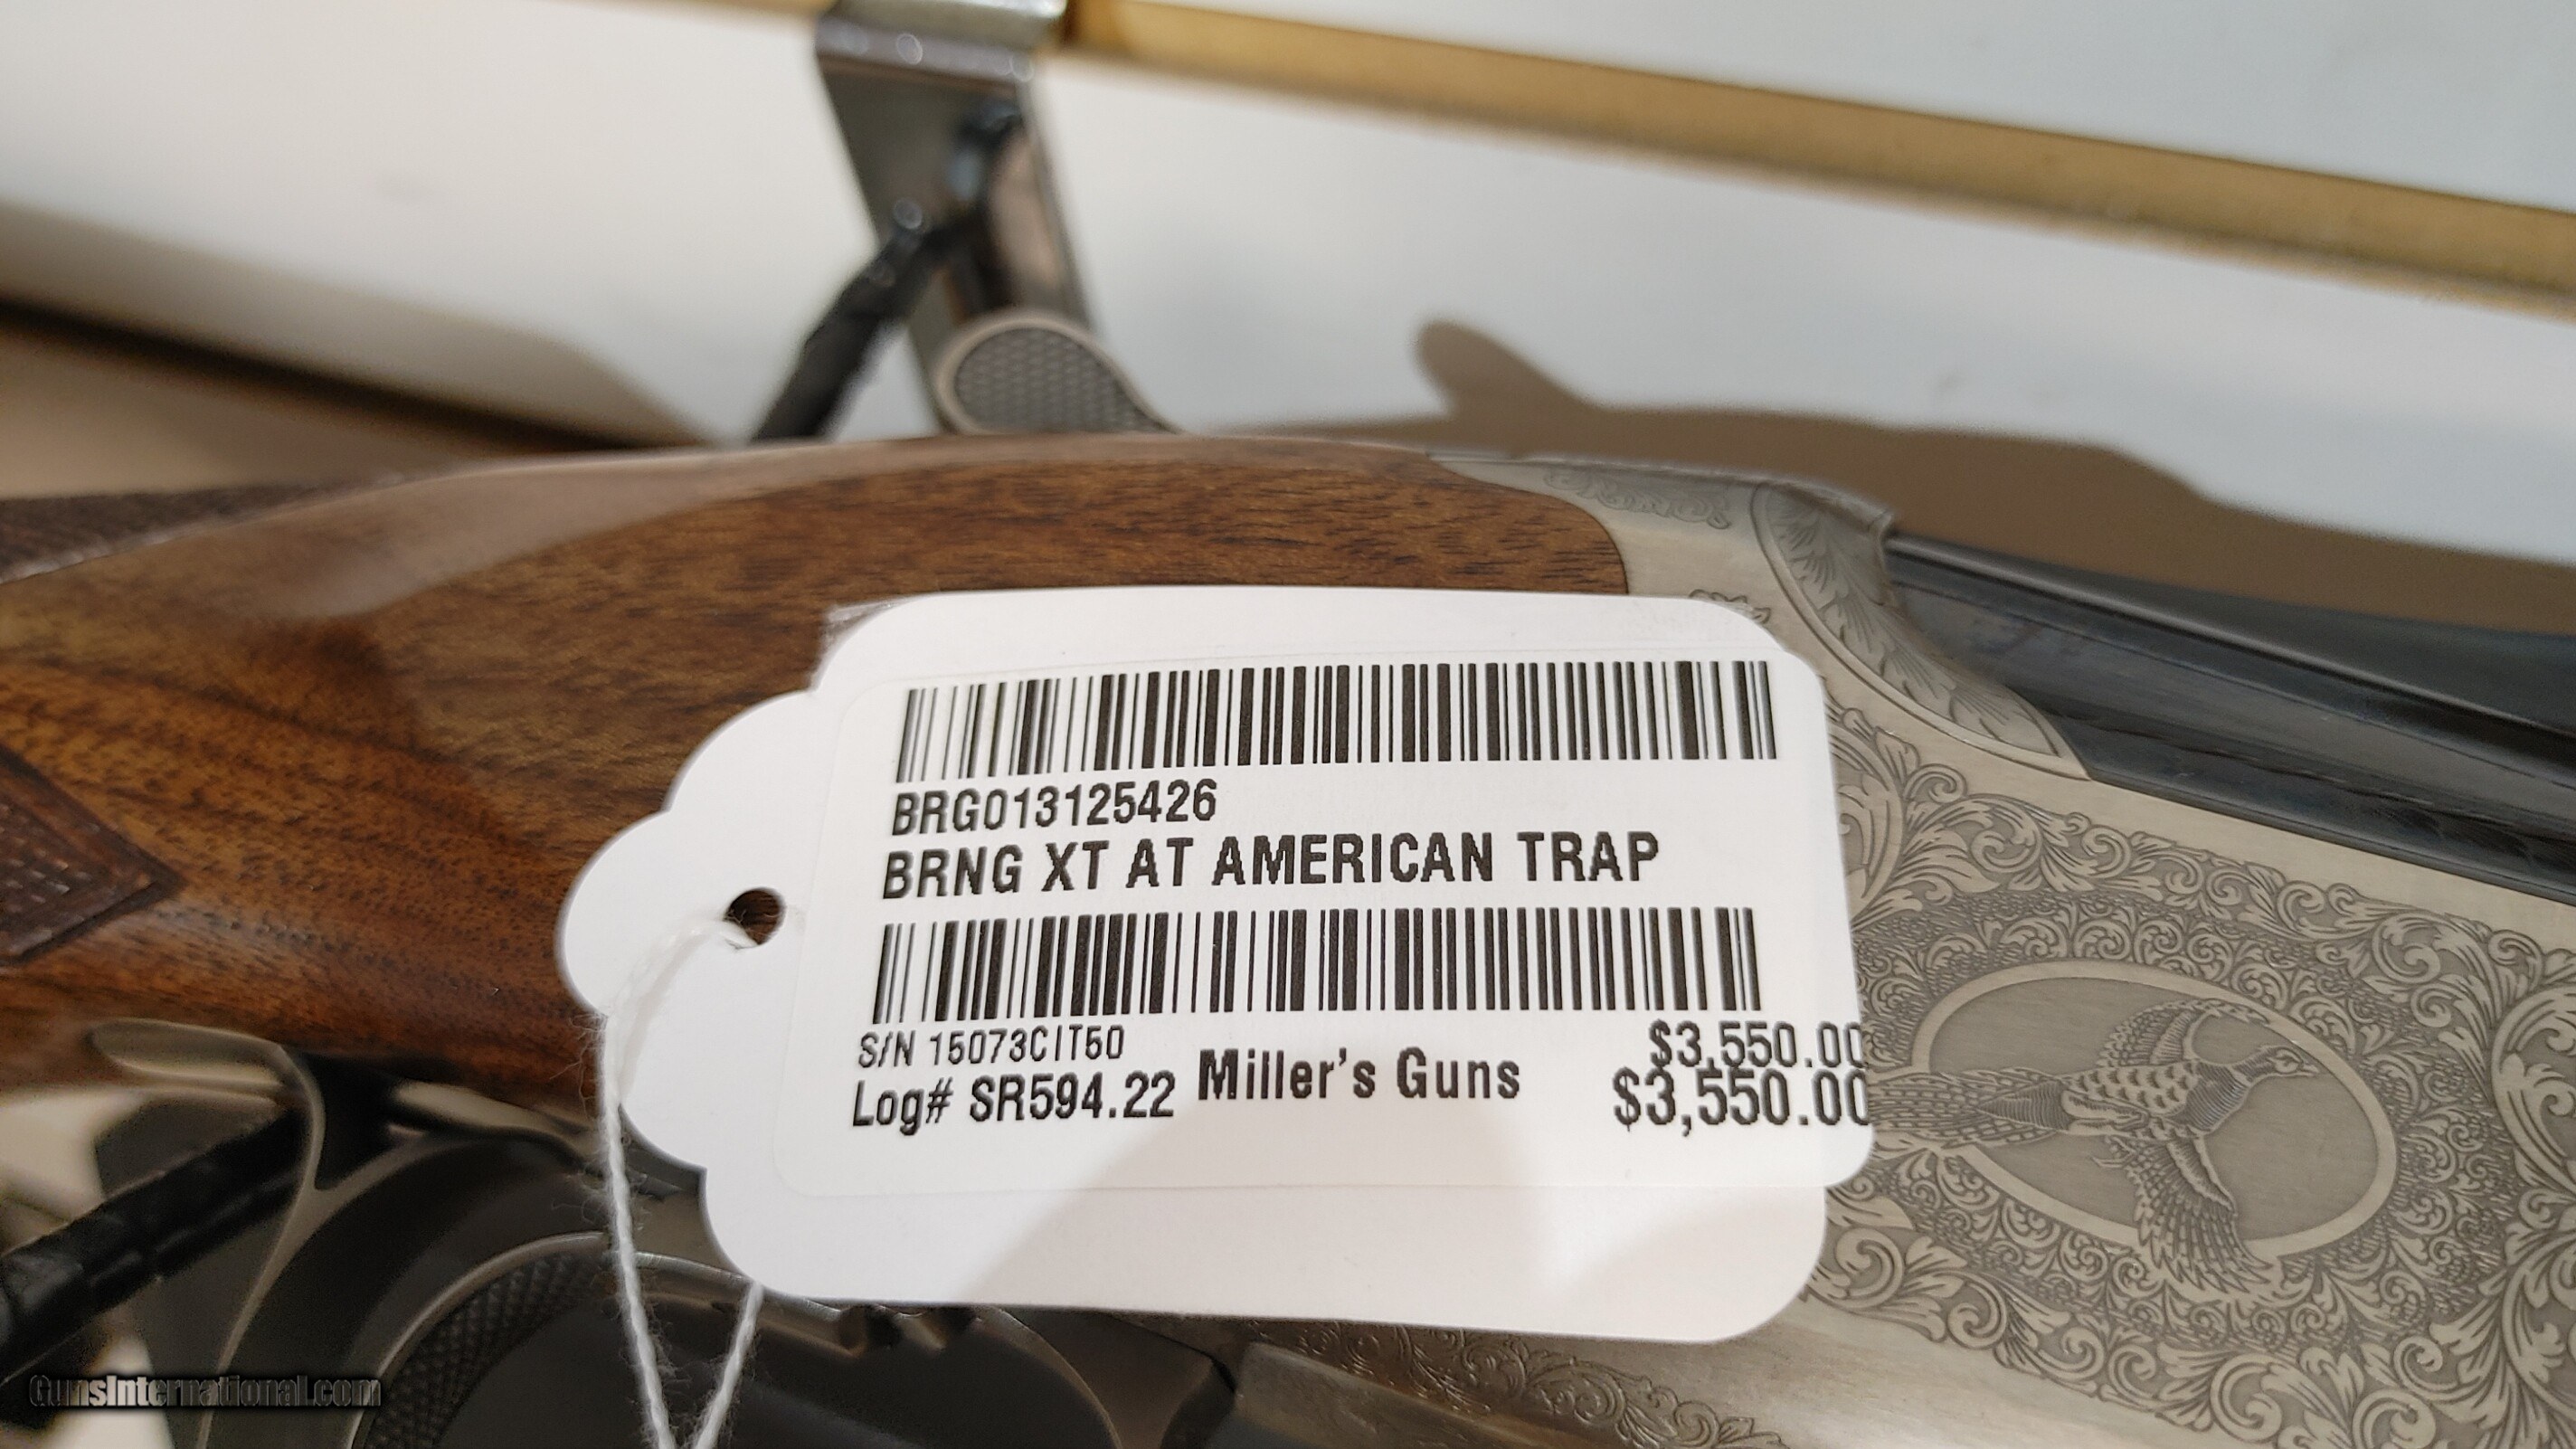 BRG013125426
BRNG XT AT AMERICAN TRAP
S/N 15073CIT50
$3,550.00
Log# SR594.22
Miller's Guns
$3,550.00
GunsInternational.com